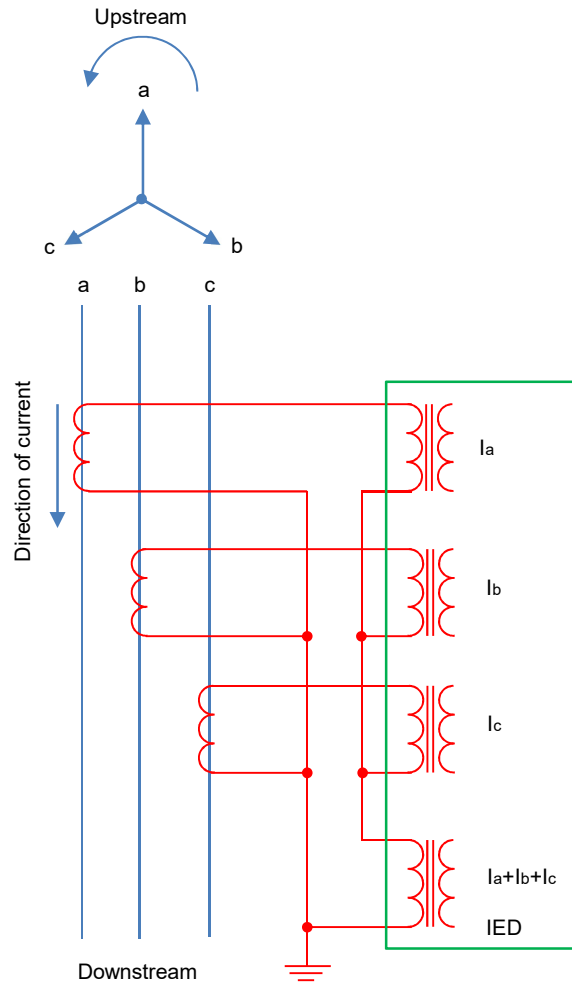 Upstream
a
c
b
a b c
Direction of current
Ia
Ib
Ic
Ia+Ib+Ic
IED
Downstream